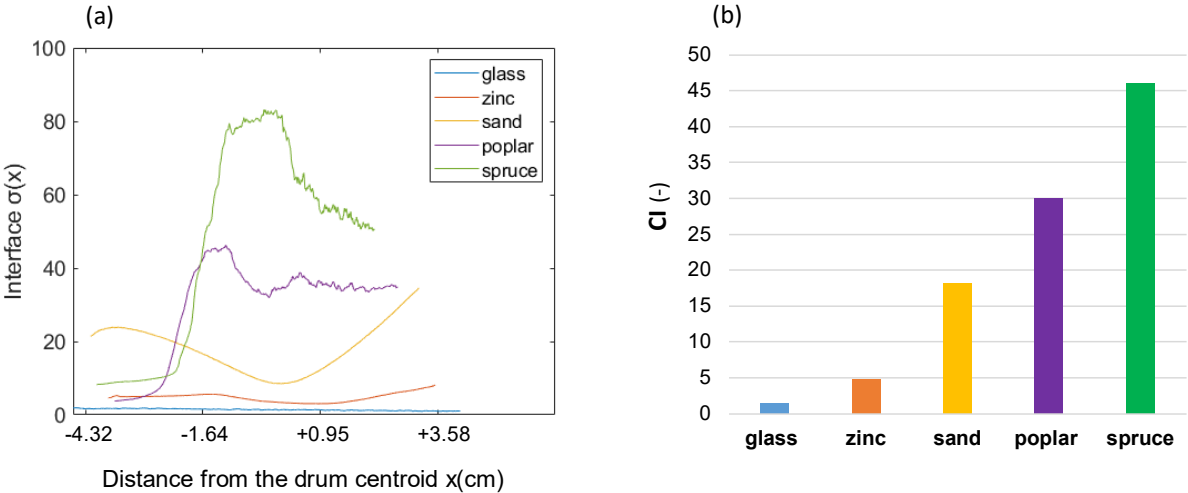 (a)
100
80
60
40
20
0
Interface σ(x)
glass
zinc
sand
poplar
spruce
-4.32 -1.64 +0.95 +3.58
Distance from the drum centroid x(cm)
(b)
50
45
40
35
30
25
20
15
10
5
0
CI (-)
glass zinc sand poplar spruce